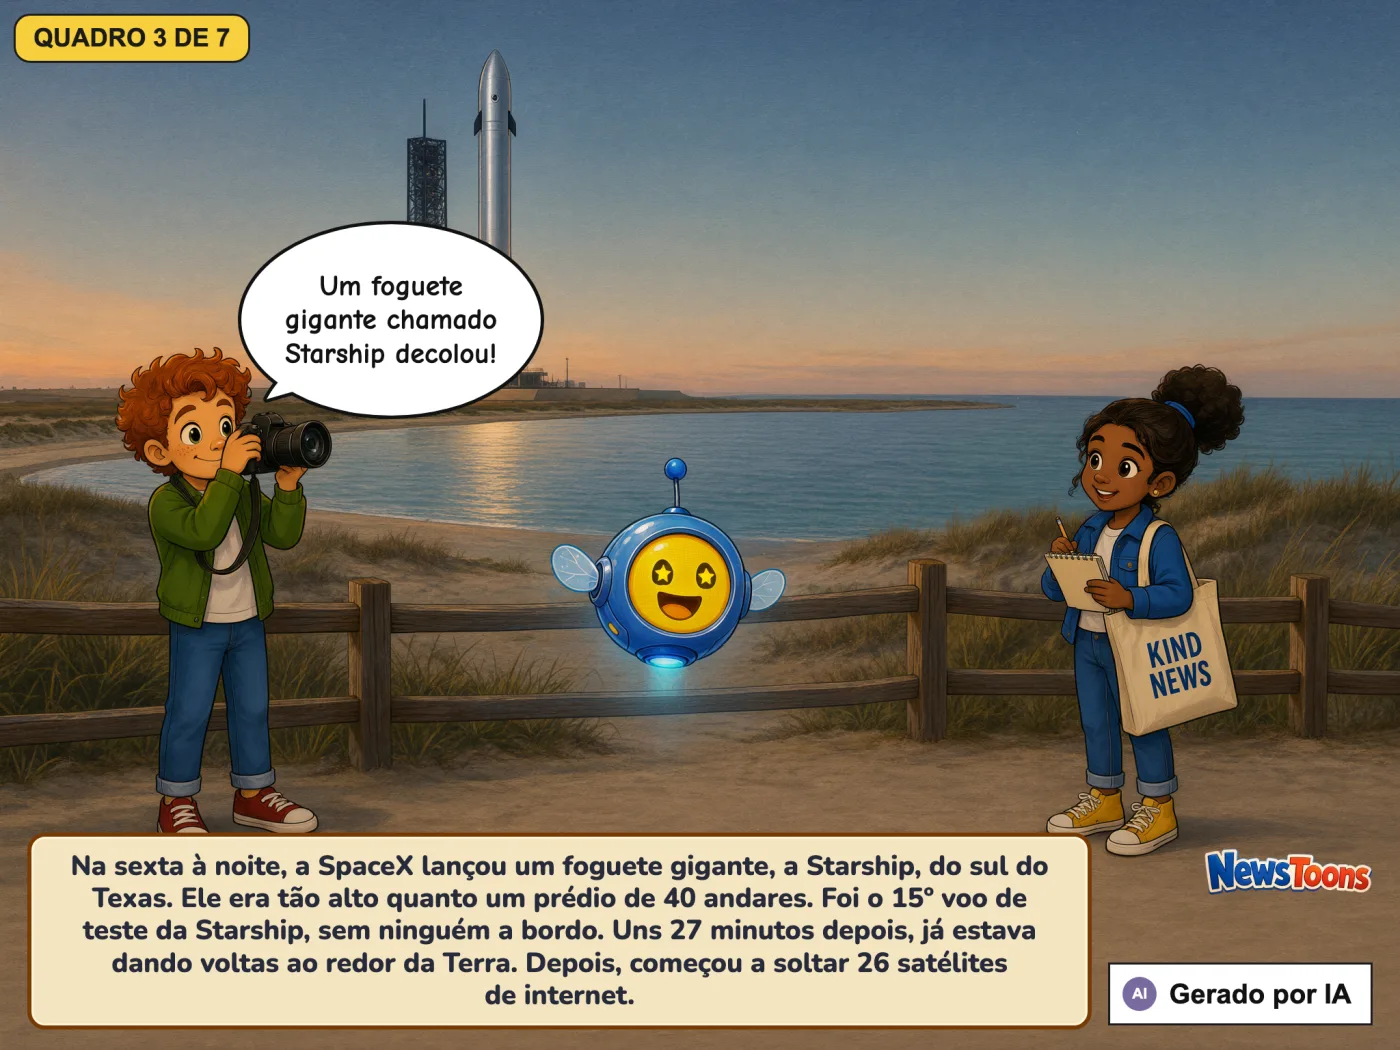 QUADRO 3 DE 7
Um foguete
gigante chamado
Starship decolou!
KIND
NEWS
Na sexta à noite, a SpaceX lançou um foguete gigante, a Starship, do sul do
Texas. Ele era tão alto quanto um prédio de 40 andares. Foi o 15º voo de
teste da Starship, sem ninguém a bordo. Uns 27 minutos depois, já estava
dando voltas ao redor da Terra. Depois, começou a soltar 26 satélites
de internet.
NewsToons
AI Gerado por IA